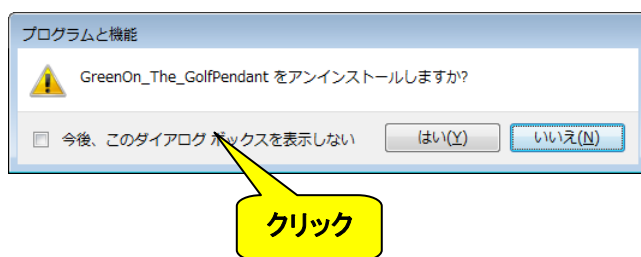 プログラムと機能
GreenOn_The_GolfPendant をアンインストールしますか?
今後、このダイアログ ボックスを表示しない
はい(Y)
いいえ(N)
クリック